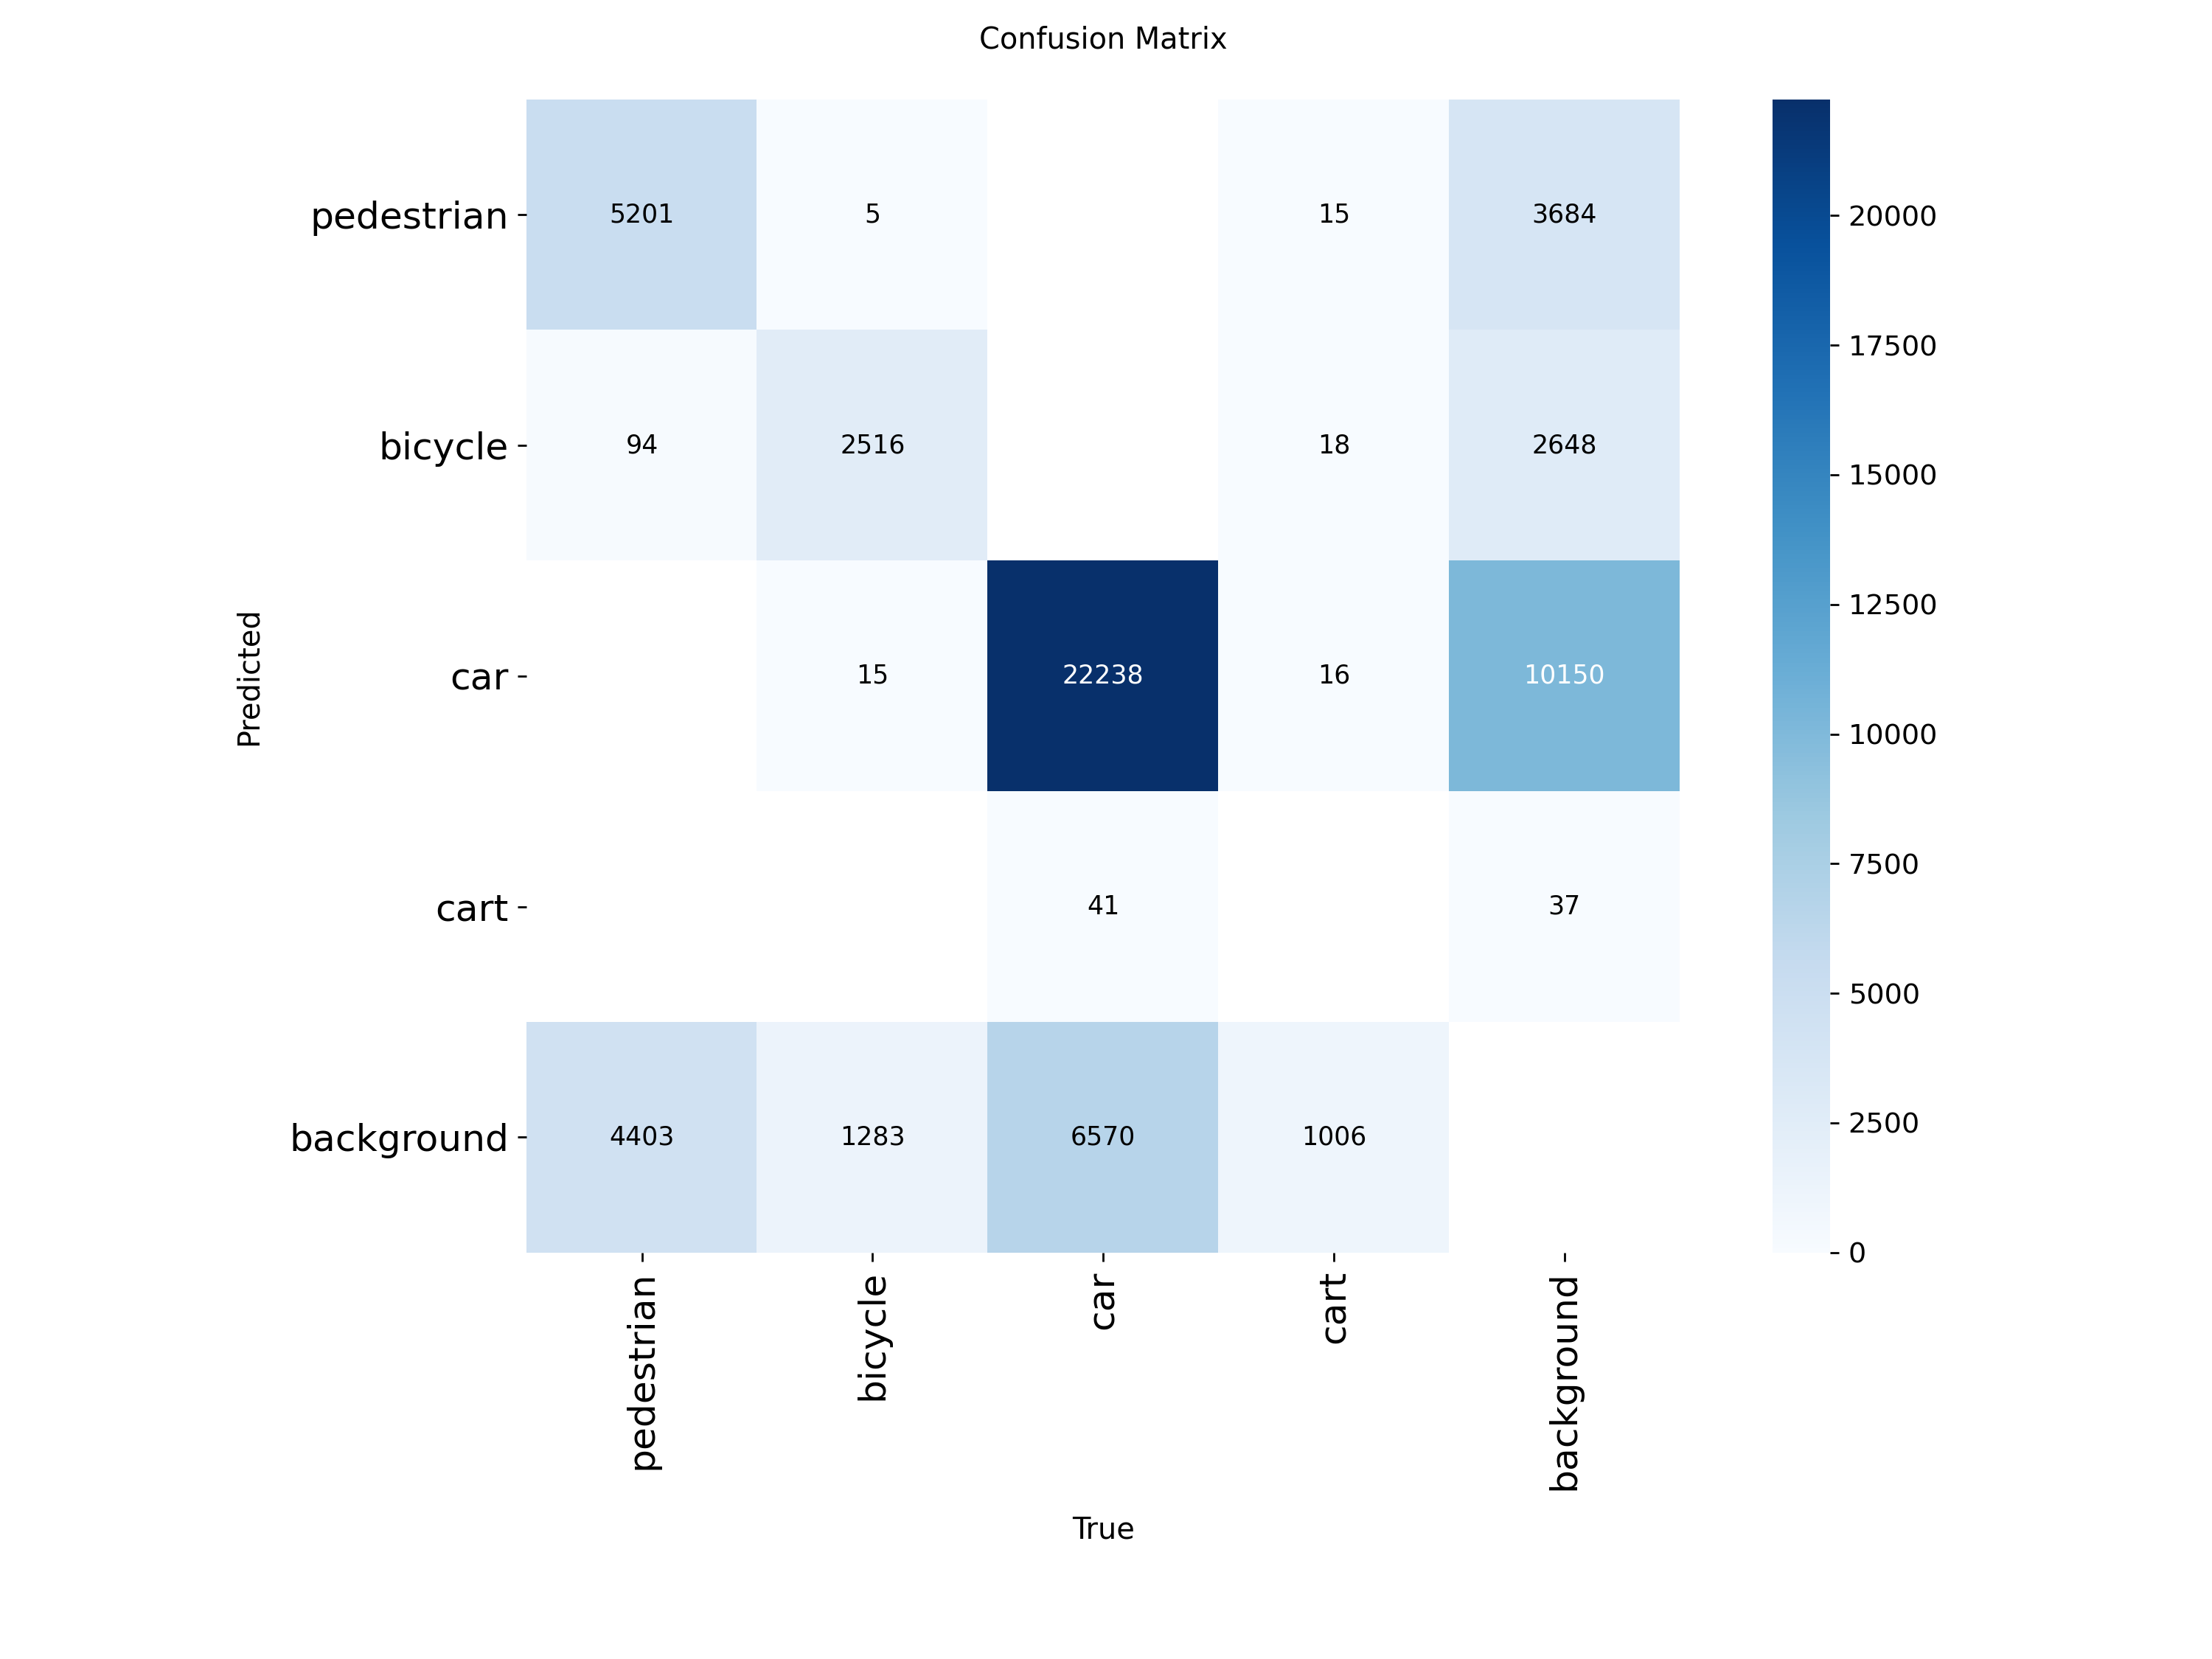 Confusion Matrix
pedestrian 5201 5 15 3684
bicycle 94 2516 18 2648
car 15 22238 16 10150
cart 41 37
background 4403 1283 6570 1006
Predicted
pedestrian bicycle car cart background
True
20000
17500
15000
12500
10000
7500
5000
2500
0